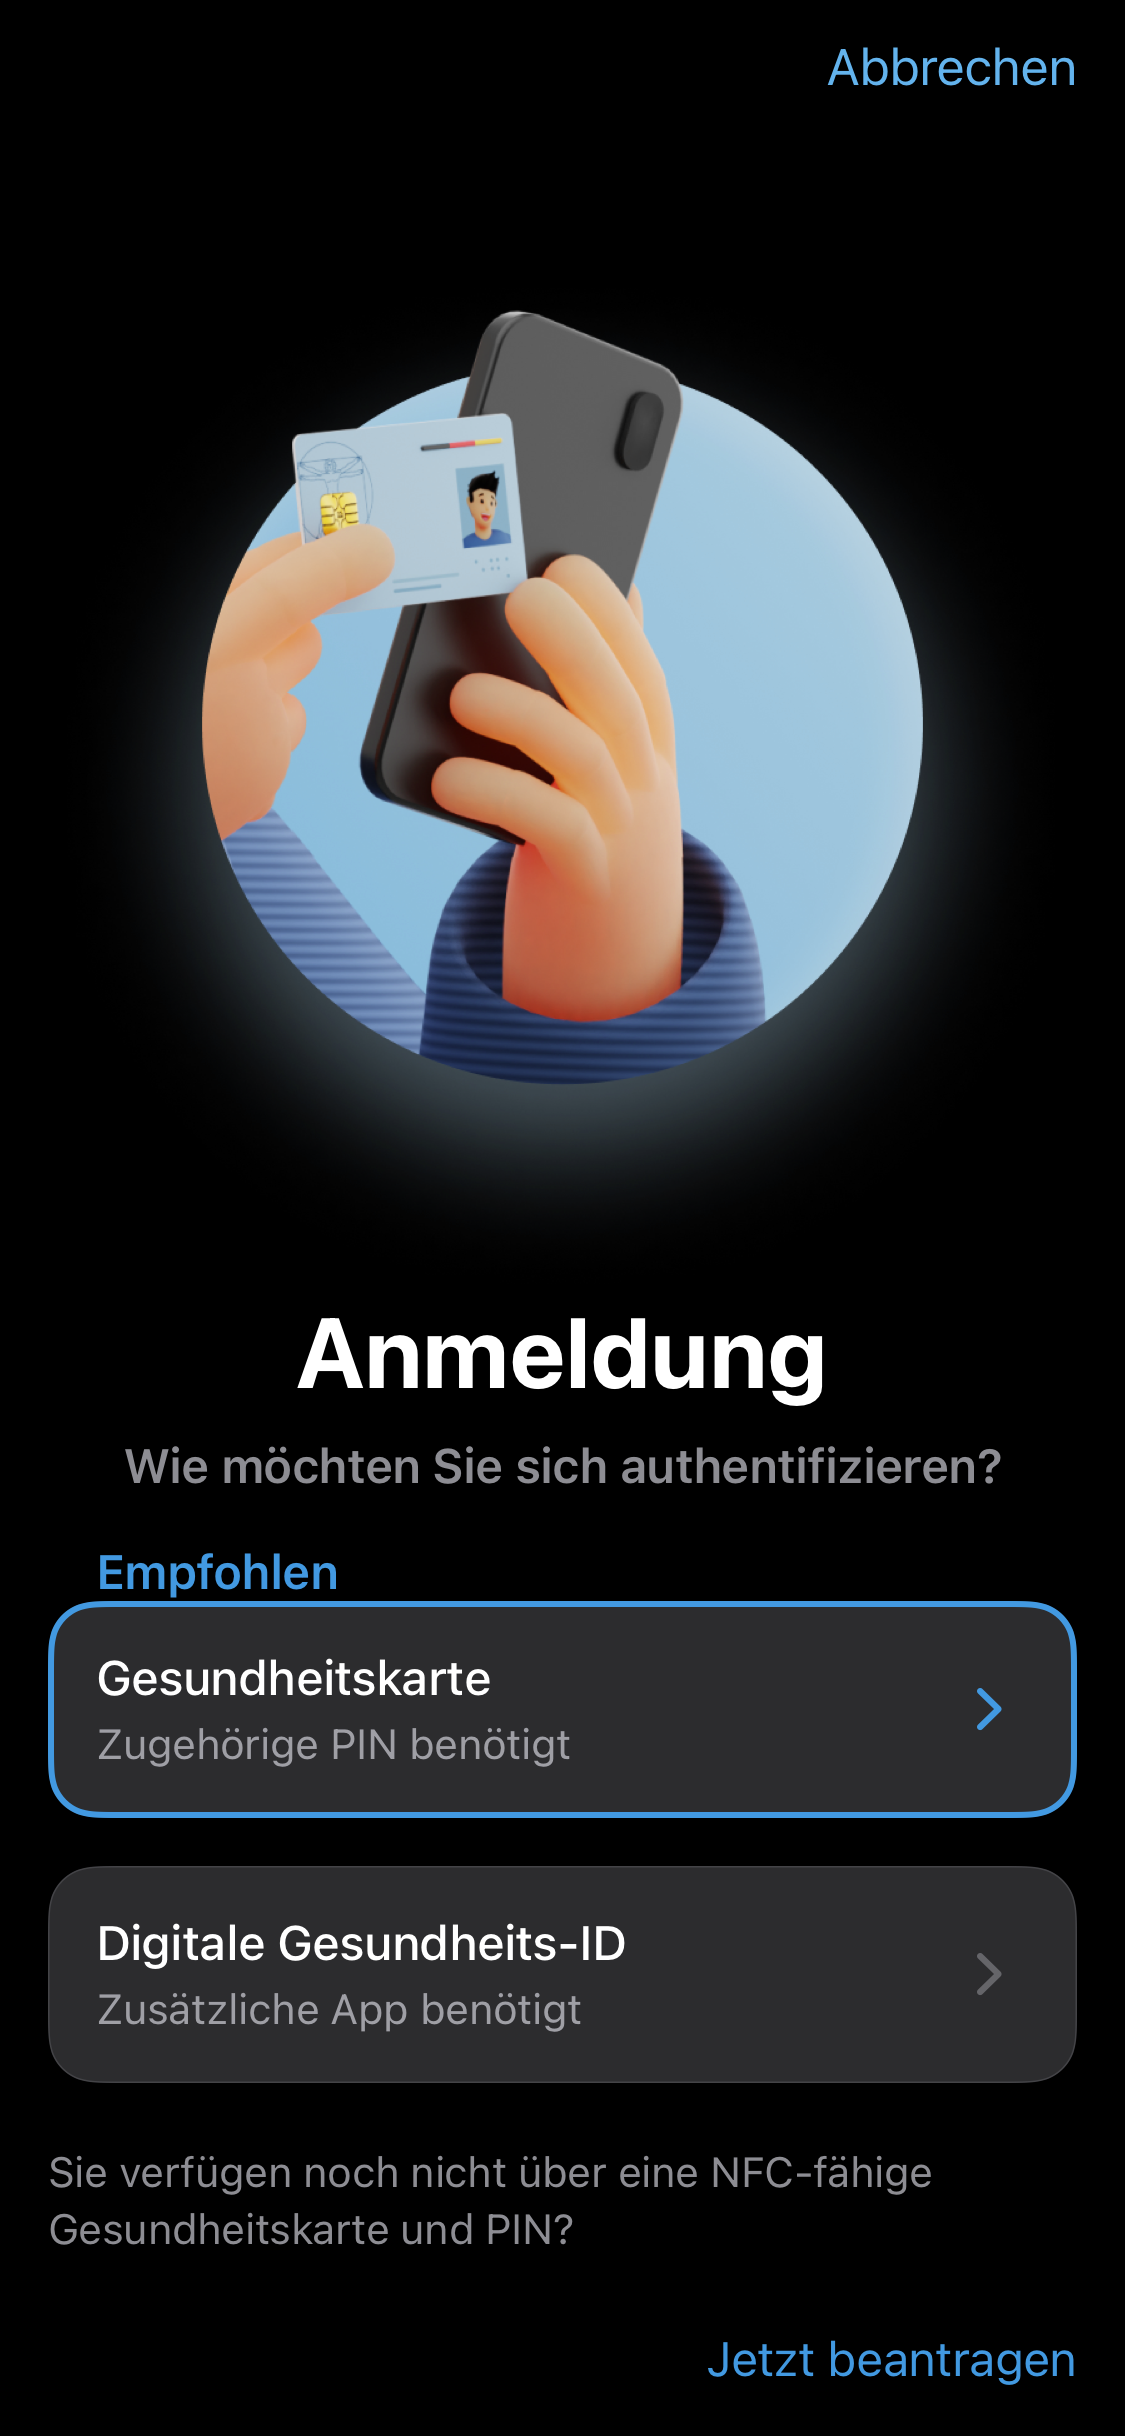 Abbrechen
Anmeldung
Wie möchten Sie sich authentifizieren?
Empfohlen
Gesundheitskarte
Zugehörige PIN benötigt
Digitale Gesundheits-ID
Zusätzliche App benötigt
Sie verfügen noch nicht über eine NFC-fähige
Gesundheitskarte und PIN?
Jetzt beantragen